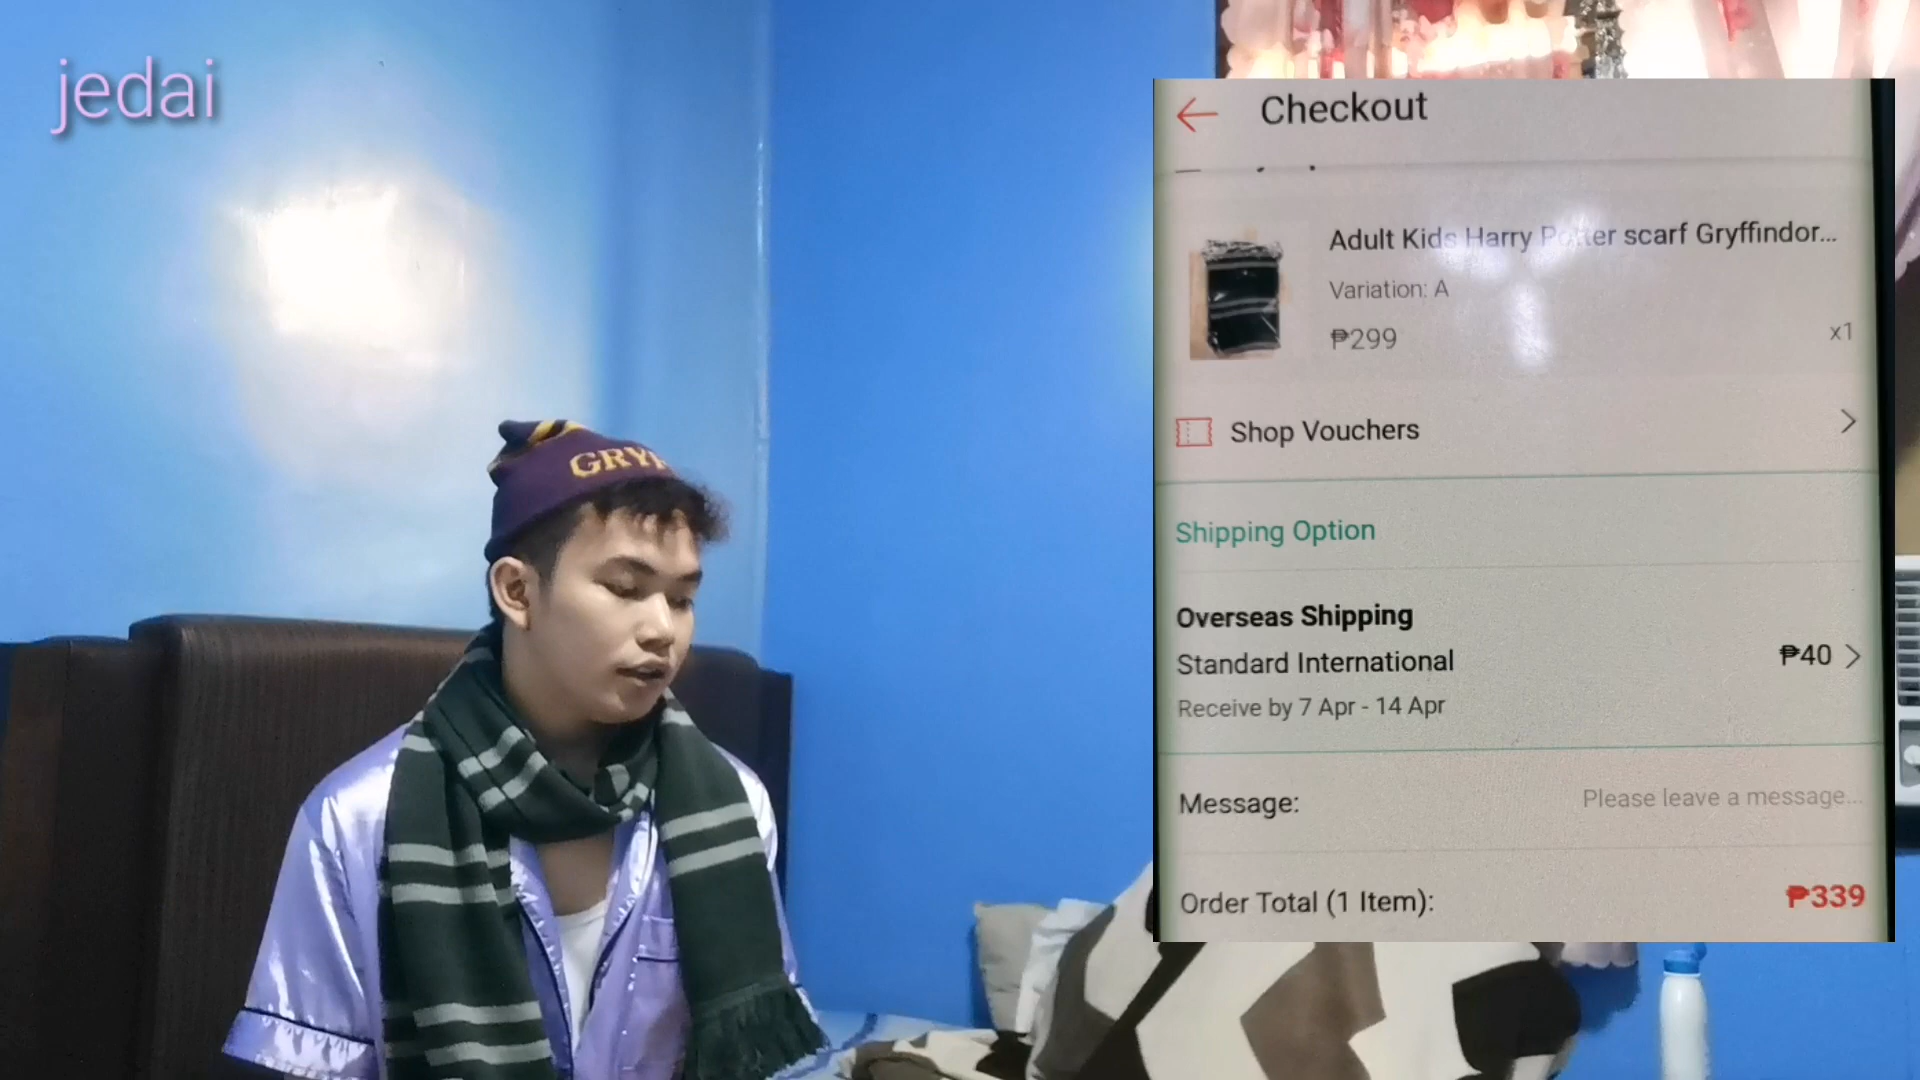 jedai
GRYF
Checkout
Adult Kids Harry Potter scarf Gryffindor...
Variation: A
₱299
x1
Shop Vouchers
Shipping Option
Overseas Shipping
Standard International
₱40
Receive by 7 Apr - 14 Apr
Message:
Please leave a message...
Order Total (1 Item):
₱339